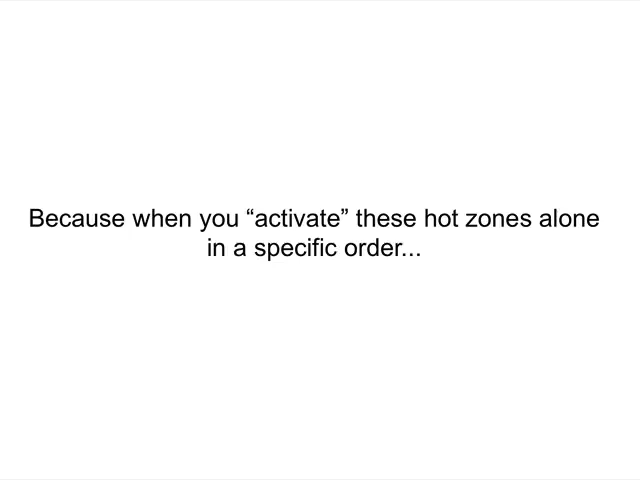 Because when you “activate” these hot zones alone
in a specific order...